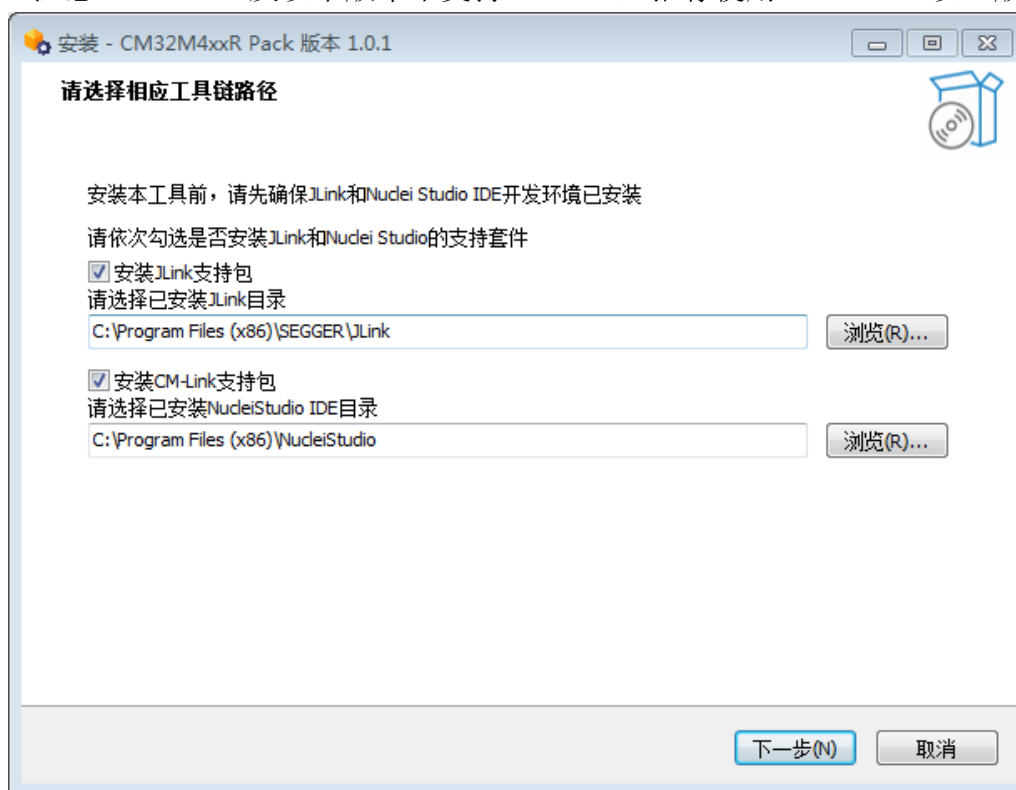 安装 - CM32M4xxR Pack 版本 1.0.1
请选择相应工具链路径
安装本工具前，请先确保JLink和Nuclei Studio IDE开发环境已安装
请依次勾选是否安装JLink和Nuclei Studio的支持套件
安装JLink支持包
请选择已安装JLink目录
C:\Program Files (x86)\SEGGER\JLink
浏览(R)...
安装CM-Link支持包
请选择已安装NucleiStudio IDE目录
C:\Program Files (x86)\NucleiStudio
浏览(R)...
下一步(N)
取消